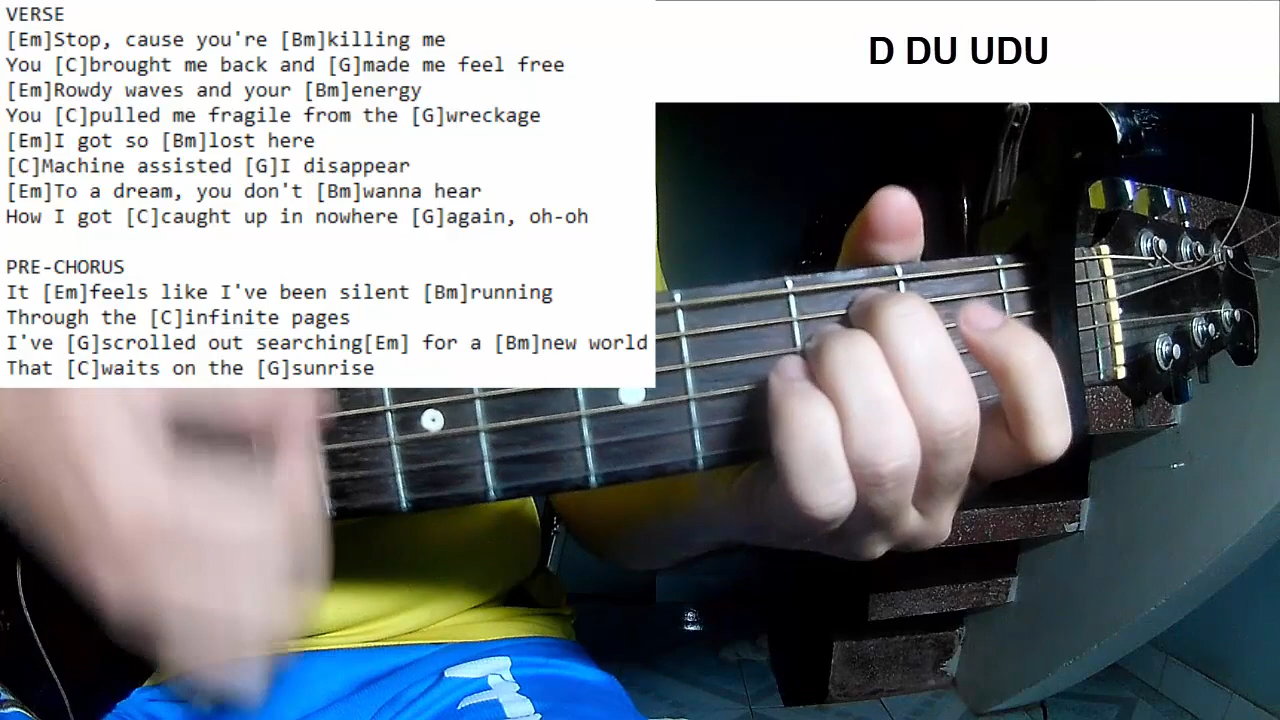 VERSE
[Em]Stop, cause you're [Bm]killing me
You [C]brought me back and [G]made me feel free
[Em]Rowdy waves and your [Bm]energy
You [C]pulled me fragile from the [G]wreckage
[Em]I got so [Bm]lost here
[C]Machine assisted [G]I disappear
[Em]To a dream, you don't [Bm]wanna hear
How I got [C]caught up in nowhere [G]again, oh-oh
PRE-CHORUS
It [Em]feels like I've been silent [Bm]running
Through the [C]infinite pages
I've [G]scrolled out searching[Em] for a [Bm]new world
That [C]waits on the [G]sunrise
D DU UDU